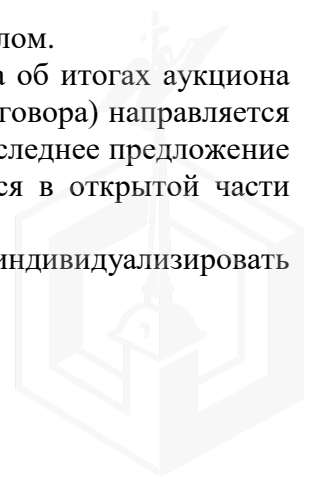 лом.
а об итогах аукциона
говора) направляется
следнее предложение
ся в открытой части
индивидуализировать